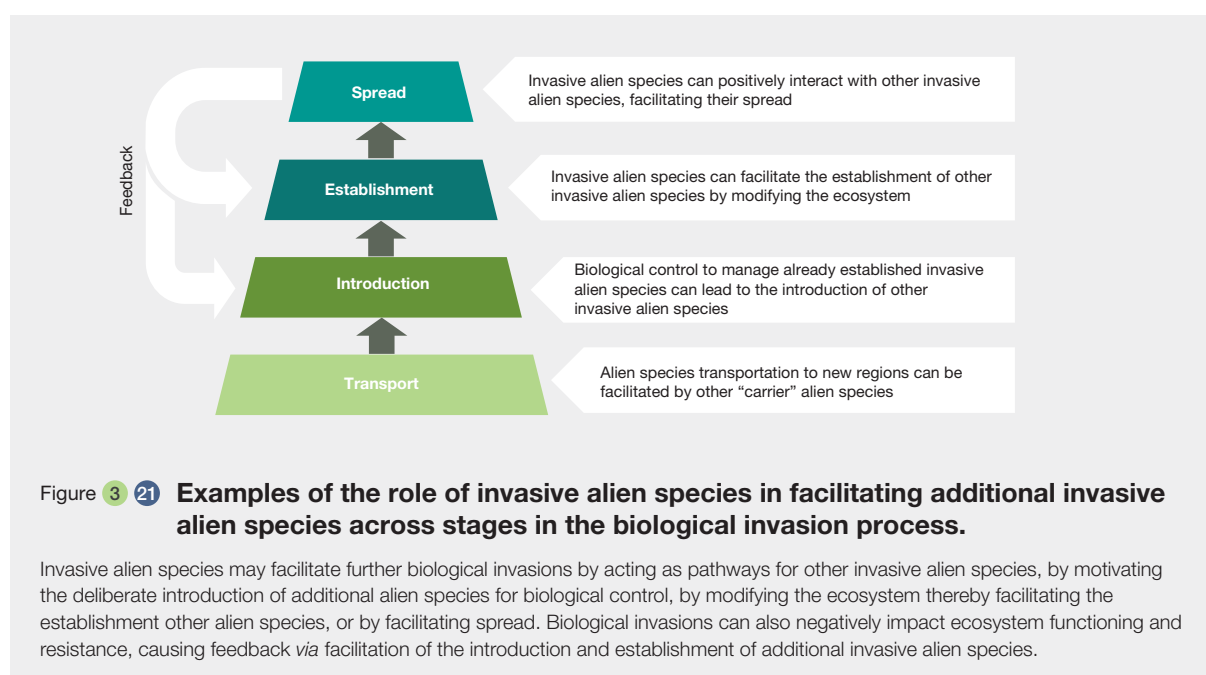 Spread
Invasive alien species can positively interact with other invasive
alien species, facilitating their spread
Feedback
Establishment
Invasive alien species can facilitate the establishment of other
invasive alien species by modifying the ecosystem
Introduction
Biological control to manage already established invasive
alien species can lead to the introduction of other
invasive alien species
Transport
Alien species transportation to new regions can be
facilitated by other “carrier” alien species
Figure 3 21 Examples of the role of invasive alien species in facilitating additional invasive
alien species across stages in the biological invasion process.
Invasive alien species may facilitate further biological invasions by acting as pathways for other invasive alien species, by motivating
the deliberate introduction of additional alien species for biological control, by modifying the ecosystem thereby facilitating the
establishment other alien species, or by facilitating spread. Biological invasions can also negatively impact ecosystem functioning and
resistance, causing feedback via facilitation of the introduction and establishment of additional invasive alien species.